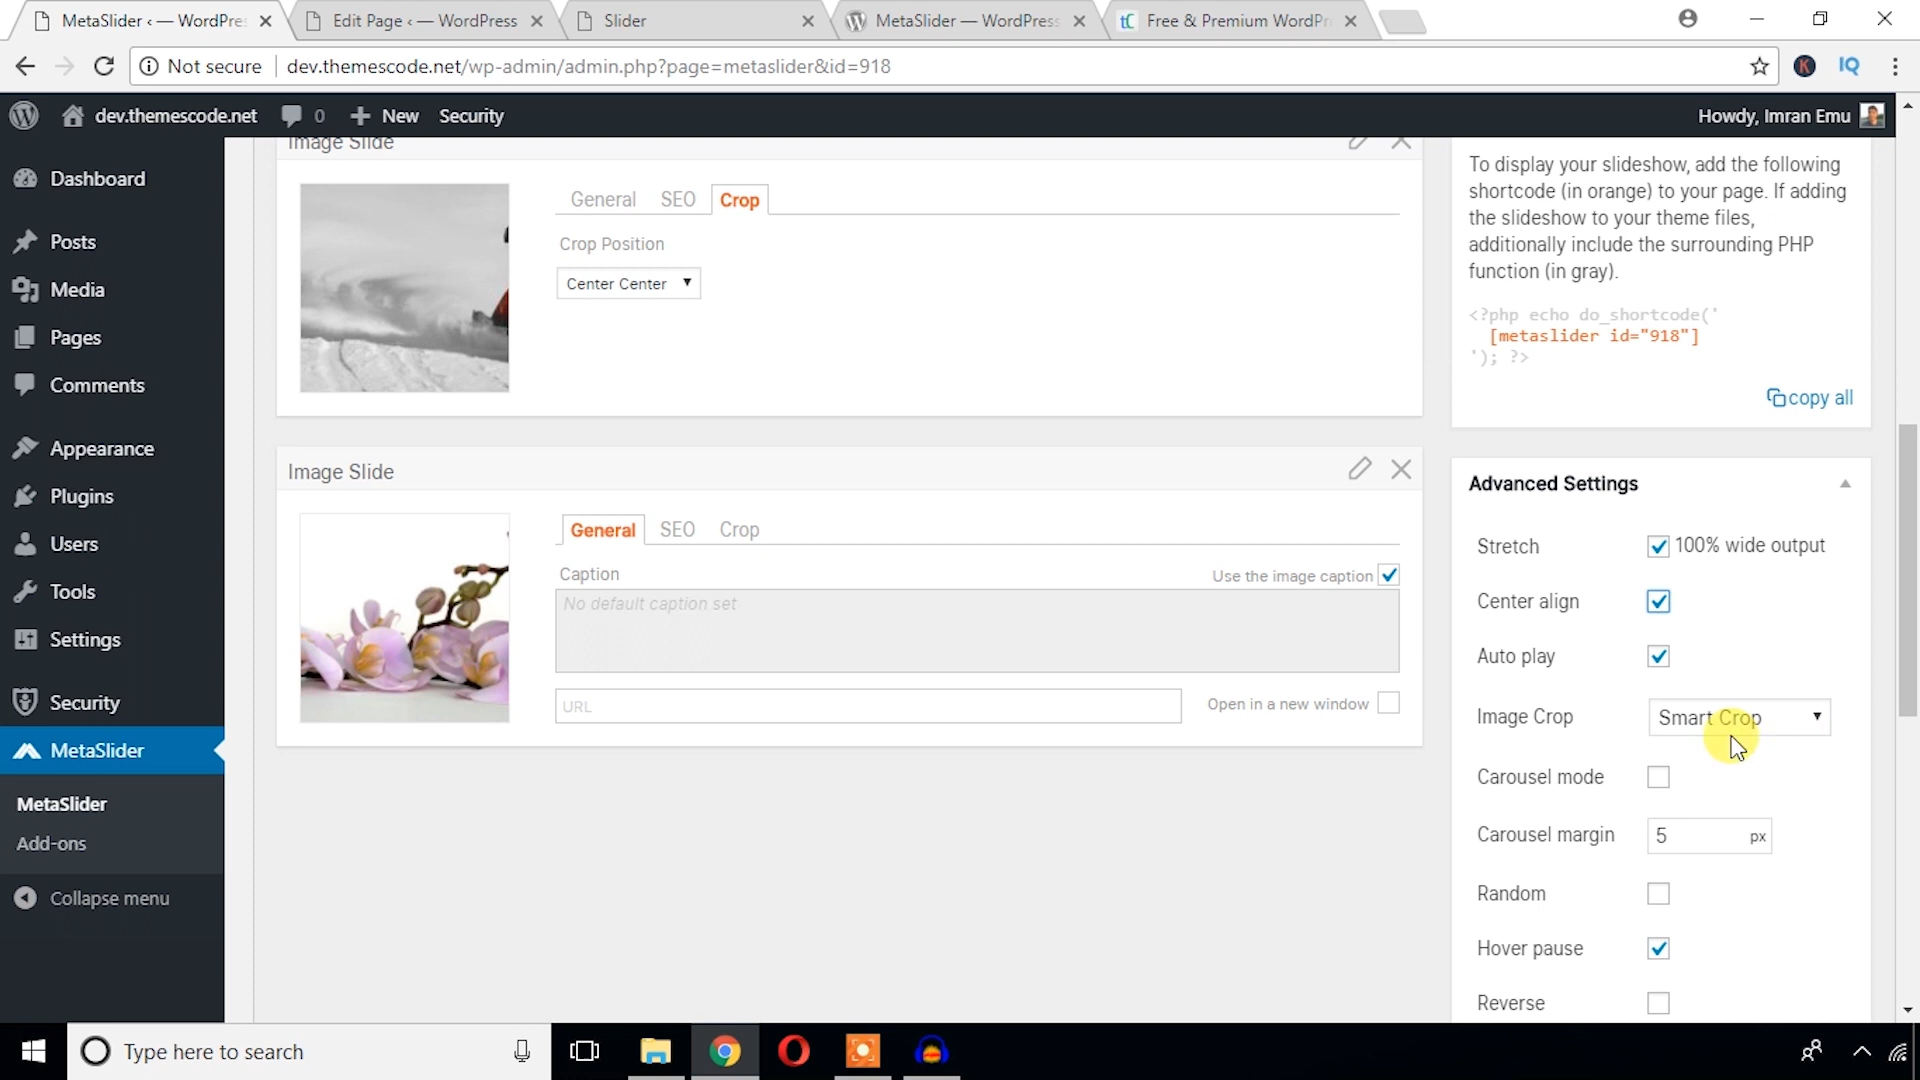 MetaSlider ‹ — WordPre
Edit Page ‹ — WordPress
Slider
MetaSlider — WordPress
tC Free & Premium WordPr
Not secure
dev.themescode.net/wp-admin/admin.php?page=metaslider&id=918
K
IQ
dev.themescode.net
0
New
Security
Howdy, Imran Emu
Dashboard
Posts
Media
Pages
Comments
Appearance
Plugins
Users
Tools
Settings
Security
MetaSlider
MetaSlider
Add-ons
Collapse menu
Image Slide
General SEO Crop
Crop Position
Center Center
Image Slide
General SEO Crop
Caption
Use the image caption
No default caption set
URL
Open in a new window
To display your slideshow, add the following
shortcode (in orange) to your page. If adding
the slideshow to your theme files,
additionally include the surrounding PHP
function (in gray).
<?php echo do_shortcode('
[metaslider id="918"]
'); ?>
copy all
Advanced Settings
Stretch 100% wide output
Center align
Auto play
Image Crop Smart Crop
Carousel mode
Carousel margin 5 px
Random
Hover pause
Reverse
Type here to search